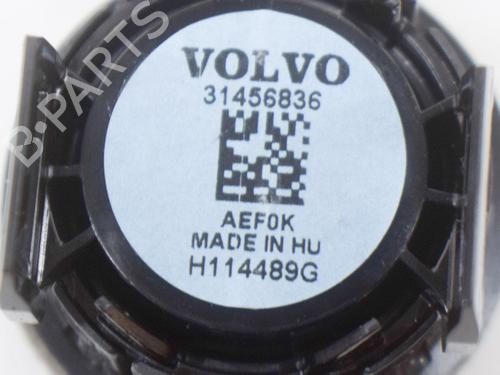 B-PARTS
VOLVO
31456836
AEF0K
MADE IN HU
H114489G